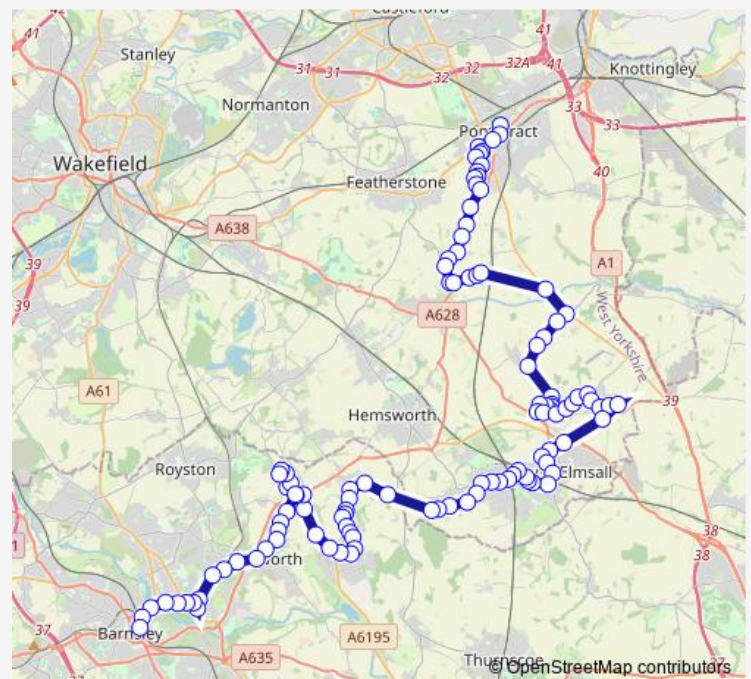 Castleford
41
41
Stanley
31
31
32
32
32A
41
Knottingley
Normanton
33
33
Wakefield
40
Featherstone
A638
39
39
A1
A628
West Yorkshire
A61
39
Hemsworth
Royston
Elmsall
38
38
1
37
Barnsley
A6195
A635
37
Thurnscoe
© OpenStreetMap contributors